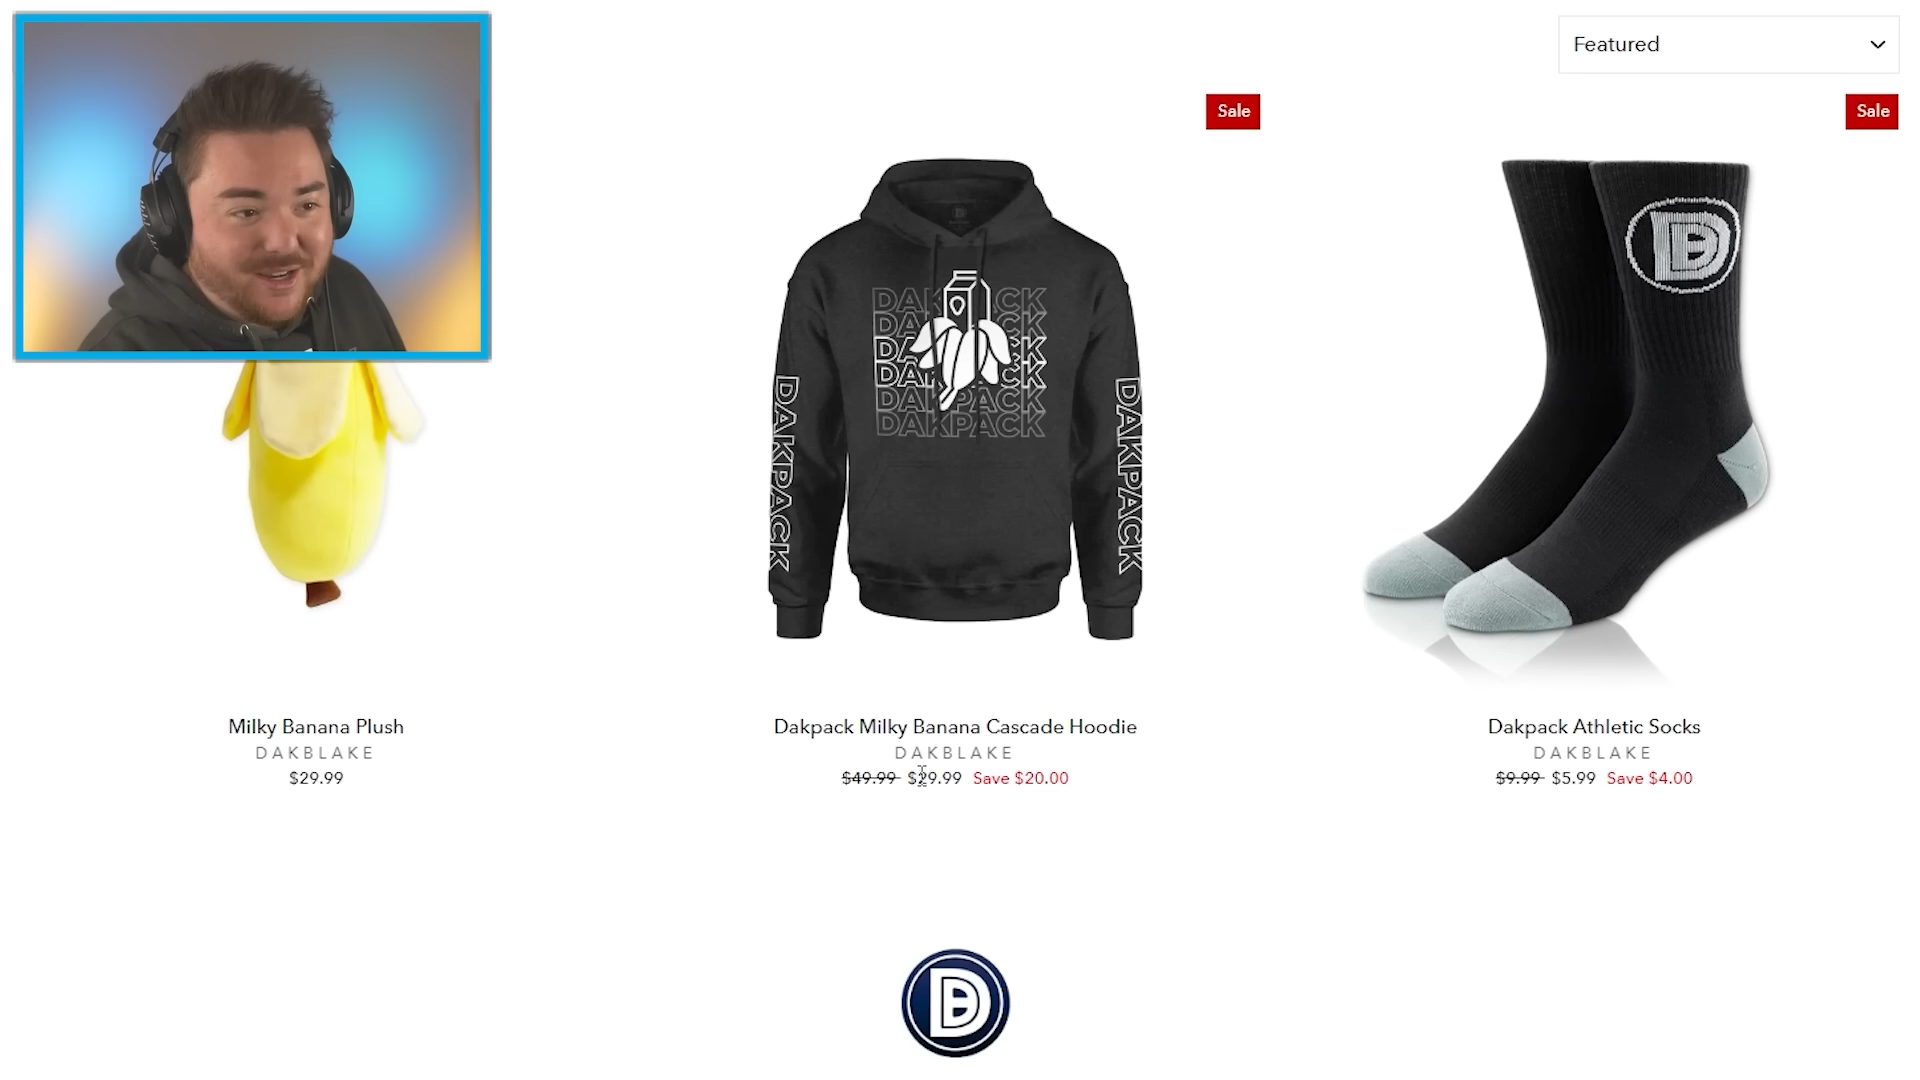 Featured
Sale
Sale
DAKPACK
DAKPACK
DAKPACK
DAKPACK
DAKPACK
DAKPACK
DAKPACK
DAKPACK
D
Milky Banana Plush
DAKBLAKE
$29.99
Dakpack Milky Banana Cascade Hoodie
DAKBLAKE
$49.99 $29.99 Save $20.00
Dakpack Athletic Socks
DAKBLAKE
$9.99 $5.99 Save $4.00
D